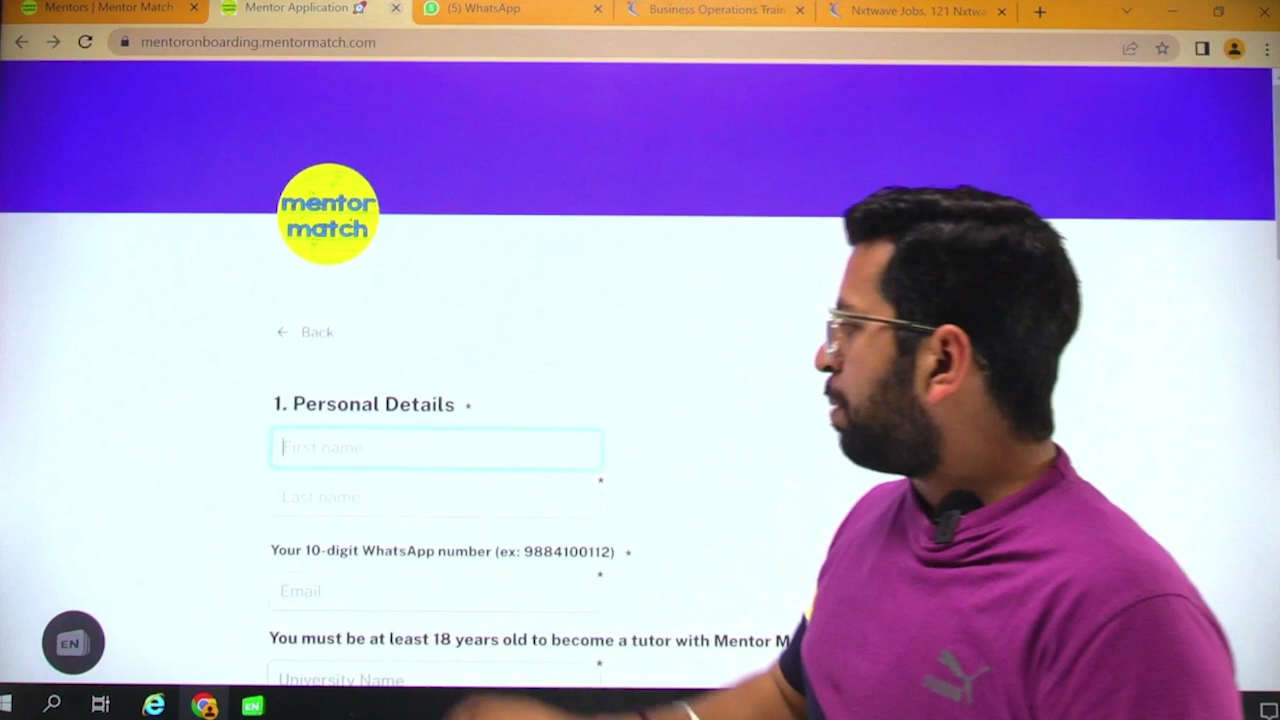 Mentors | Mentor Match
Mentor Application
(5) WhatsApp
Business Operations Train
Nxtwave Jobs, 121 Nxtwa
mentoronboarding.mentormatch.com
mentor
match
Back
1. Personal Details *
First name
*
Last name
Your 10-digit WhatsApp number (ex: 9884100112) *
*
Email
You must be at least 18 years old to become a tutor with Mentor M
*
University Name
EN
EN
PUMA